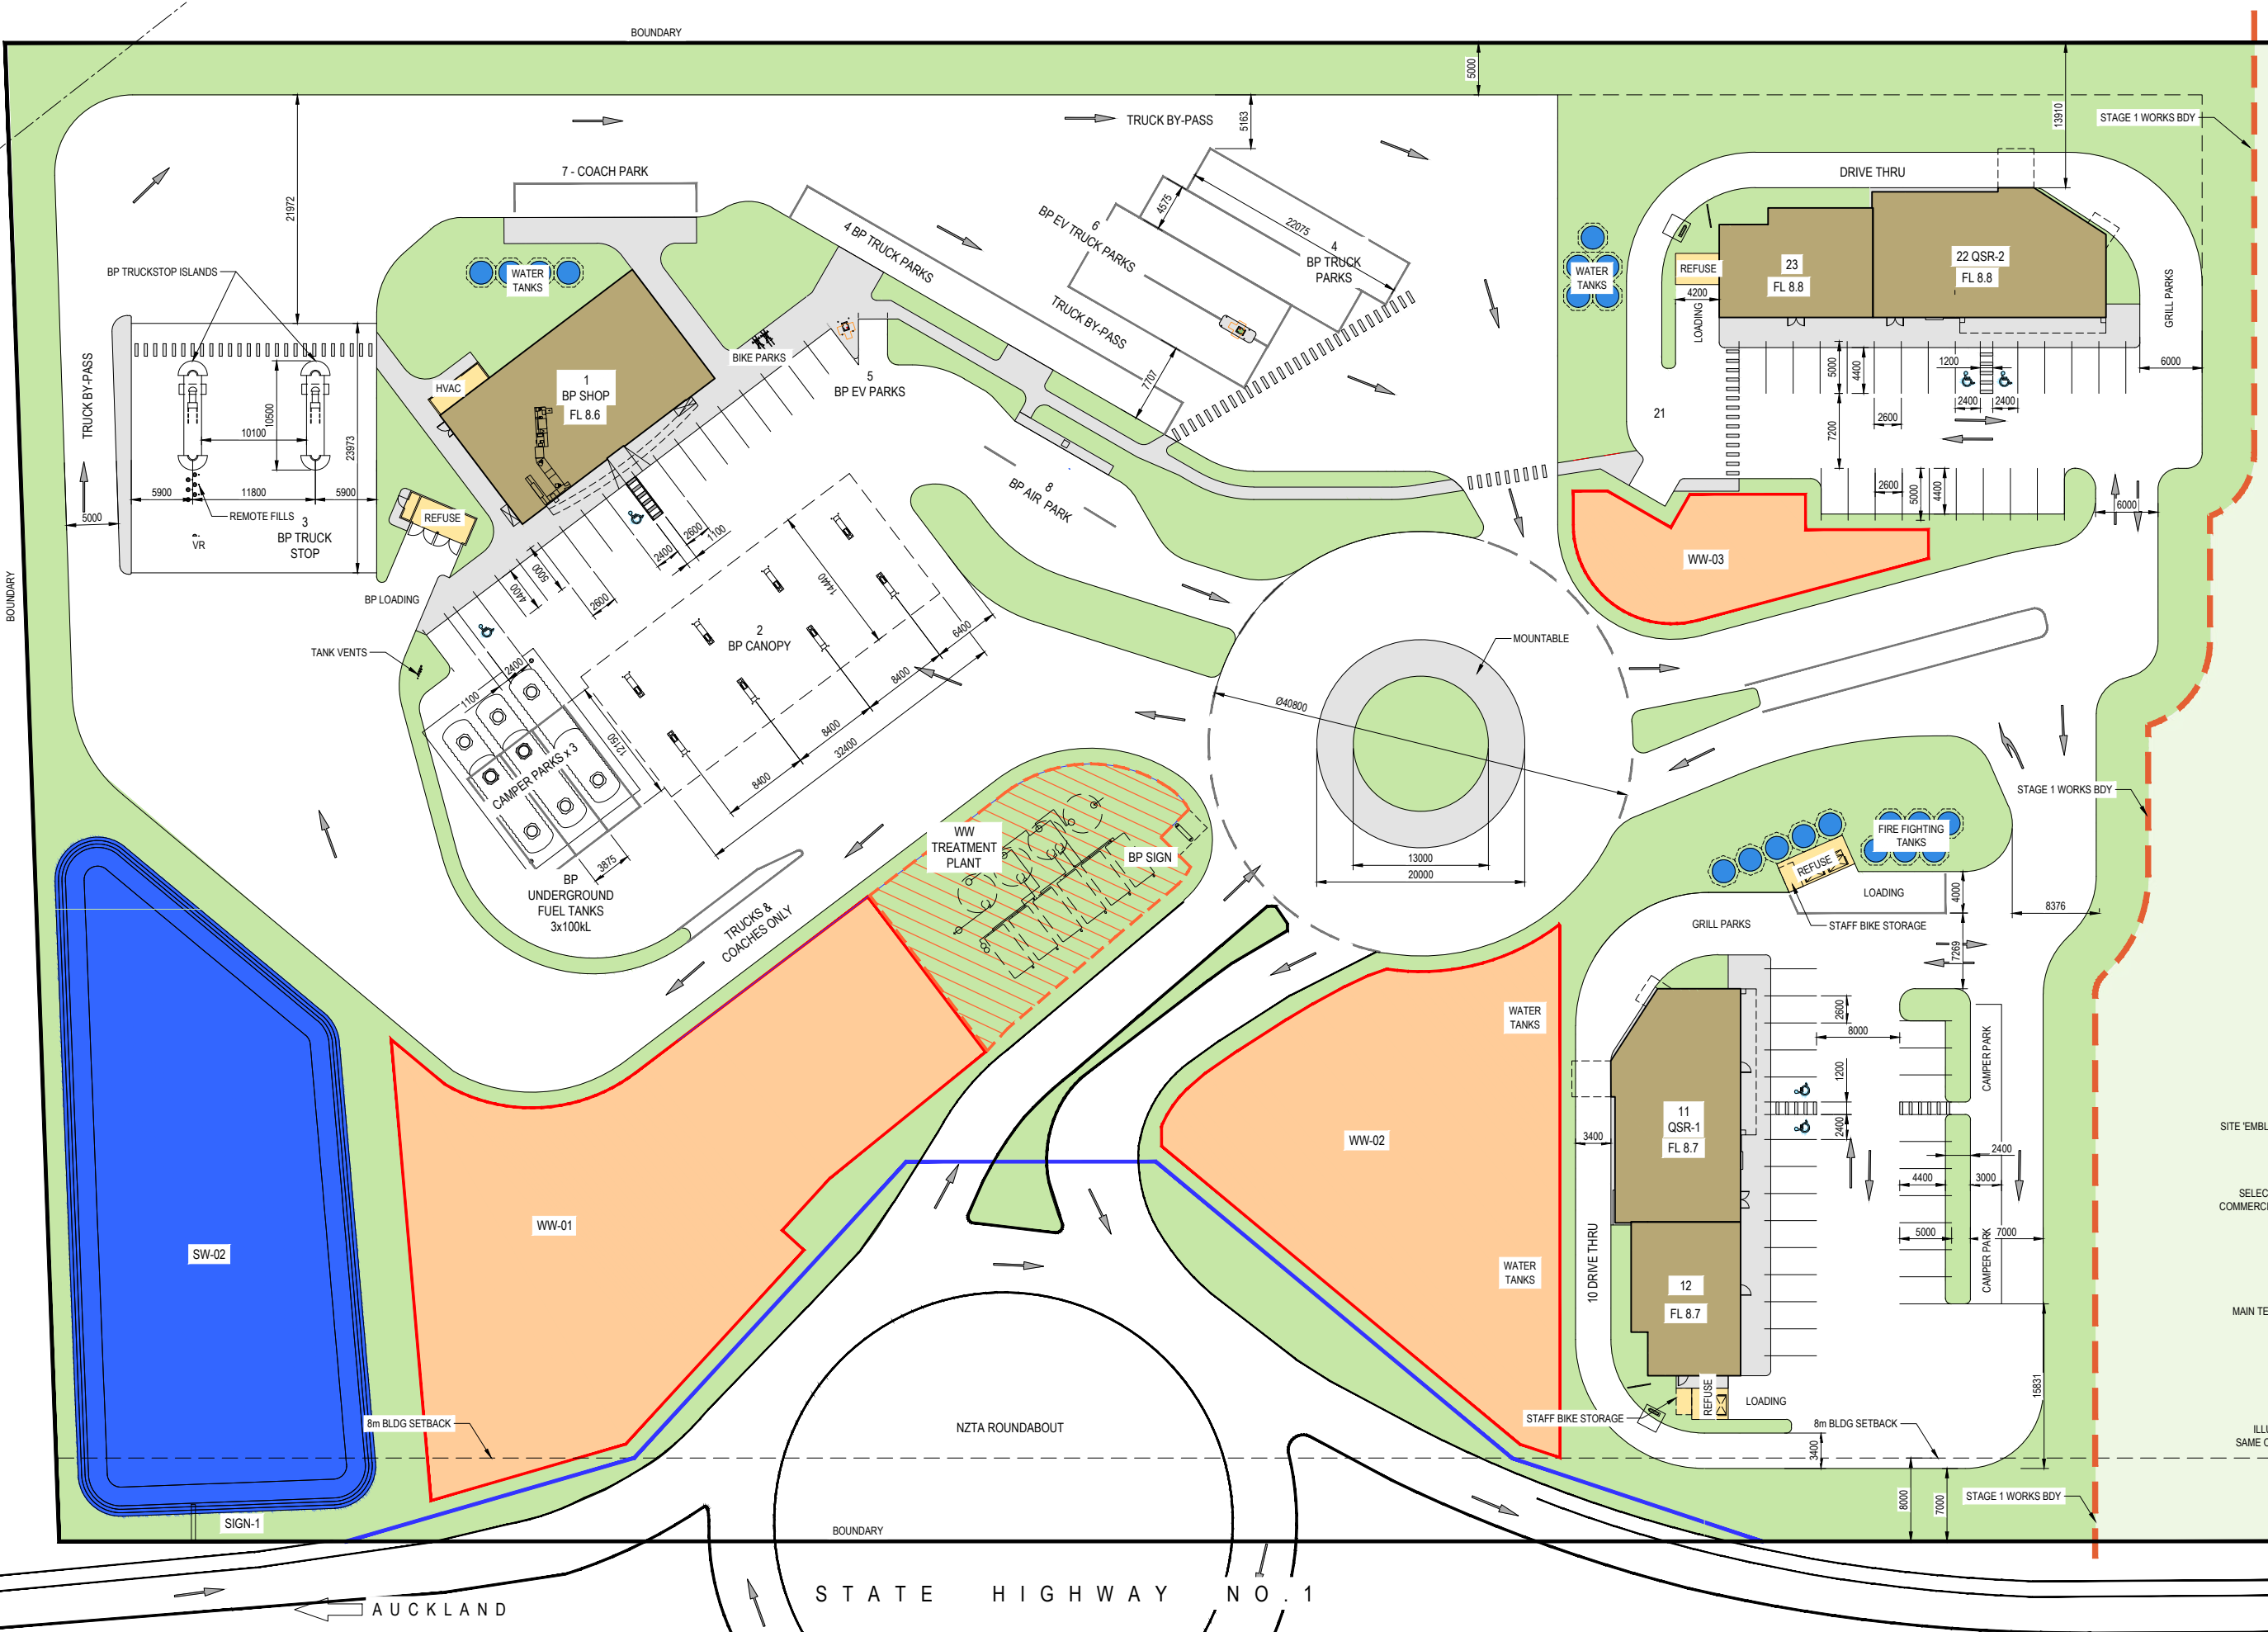 BOUNDARY
5000
TRUCK BY-PASS
5163
13910
STAGE 1 WORKS BDY
7 - COACH PARK
DRIVE THRU
21972
4 BP TRUCK PARKS
4575
22075
6
BP EV TRUCK PARKS
4
BP TRUCK
PARKS
TRUCK BY-PASS
7707
BP TRUCKSTOP ISLANDS
WATER
TANKS
WATER
TANKS
REFUSE
4200
LOADING
23
FL 8.8
22 QSR-2
FL 8.8
GRILL PARKS
6000
TRUCK BY-PASS
10500
10100
23973
5900
11800
5900
5000
REMOTE FILLS
3
BP TRUCK
STOP
VR
HVAC
1
BP SHOP
FL 8.6
BIKE PARKS
5
BP EV PARKS
REFUSE
8
BP AIR PARK
21
5000
4400
1200
2400
2400
2600
7200
2600
5000
4400
6000
2600
1100
2400
5000
4400
2600
14440
BP LOADING
BOUNDARY
TANK VENTS
2
BP CANOPY
6400
8400
8400
8400
32400
12150
2400
1100
CAMPER PARKS x 3
3875
BP
UNDERGROUND
FUEL TANKS
3x100kL
WW-03
MOUNTABLE
Ø40800
13000
20000
STAGE 1 WORKS BDY
WW
TREATMENT
PLANT
BP SIGN
TRUCKS &
COACHES ONLY
FIRE FIGHTING
TANKS
REFUSE
LOADING
4000
8376
STAFF BIKE STORAGE
GRILL PARKS
7269
WATER
TANKS
2600
8000
CAMPER PARK
1200
2400
11
QSR-1
FL 8.7
3400
WW-02
2400
4400
3000
5000
7000
CAMPER PARK
WW-01
SW-02
WATER
TANKS
10 DRIVE THRU
12
FL 8.7
REFUSE
LOADING
STAFF BIKE STORAGE
15831
3400
8m BLDG SETBACK
8m BLDG SETBACK
NZTA ROUNDABOUT
8000
7000
STAGE 1 WORKS BDY
SIGN-1
BOUNDARY
SITE 'EMBL
SELEC
COMMERC
MAIN TE
ILLU
SAME C
STATE HIGHWAY NO.1
AUCKLAND